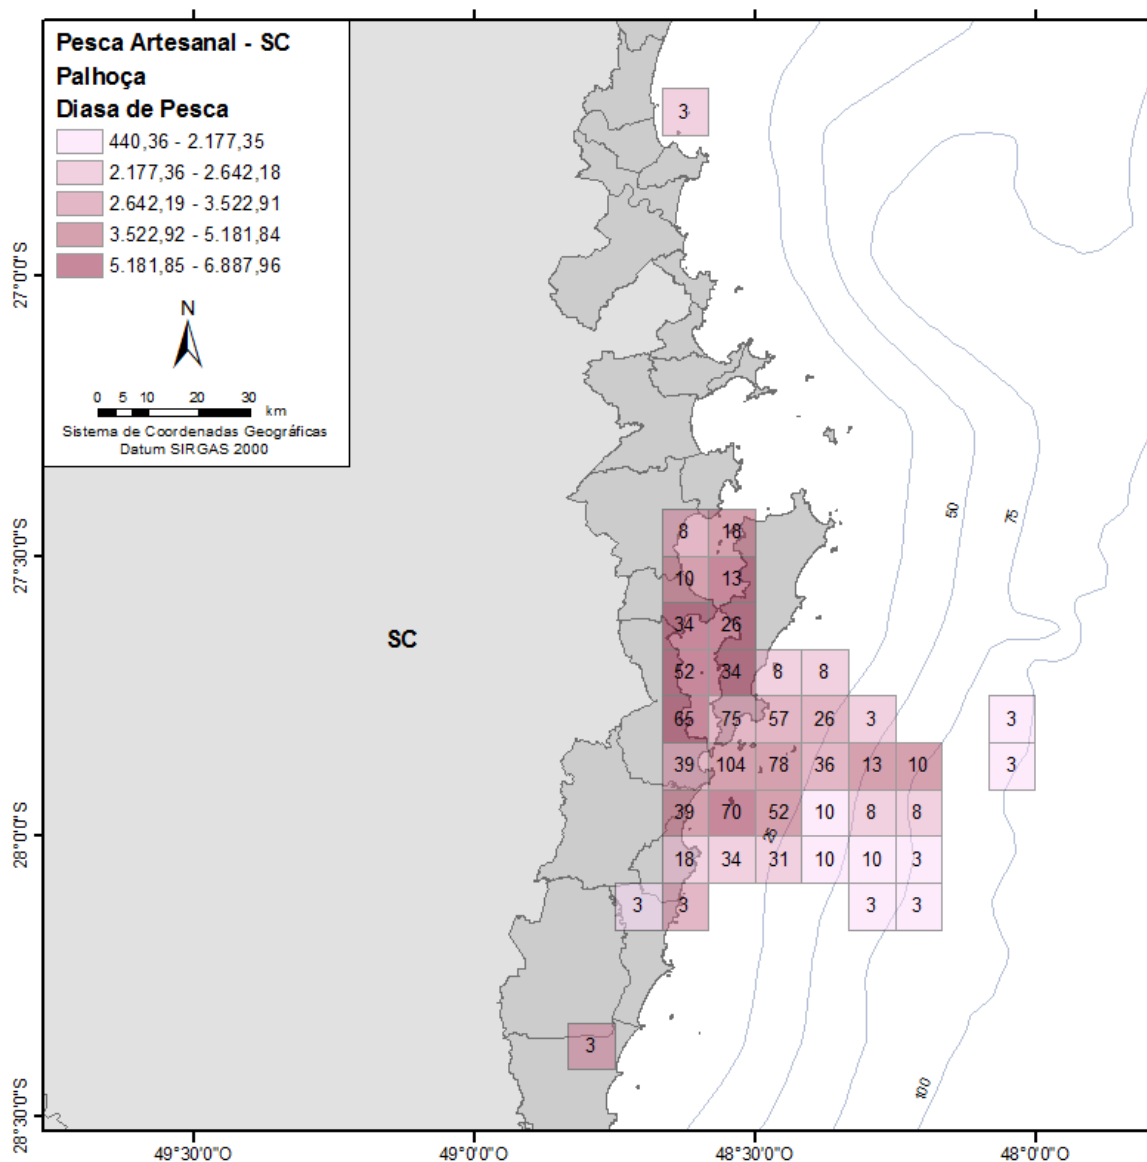 Pesca Artesanal - SC
Palhoça
Diasa de Pesca
440,36 - 2.177,35
2.177,36 - 2.642,18
2.642,19 - 3.522,91
3.522,92 - 5.181,84
5.181,85 - 6.887,96
N
0 5 10 20 30
km
Sistema de Coordenadas Geográficas
Datum SIRGAS 2000
3
27°0'0"S
50
75
8 18
27°30'0"S
10 13
34 26
SC
52 34 8 8
65 75 57 26 3 3
39 104 78 36 13 10 3
39 70 52 10 8 8
25
28°0'0"S
18 34 31 10 10 3
3 3 3 3
3
100
28°30'0"S
49°30'0"O 49°0'0"O 48°30'0"O 48°0'0"O